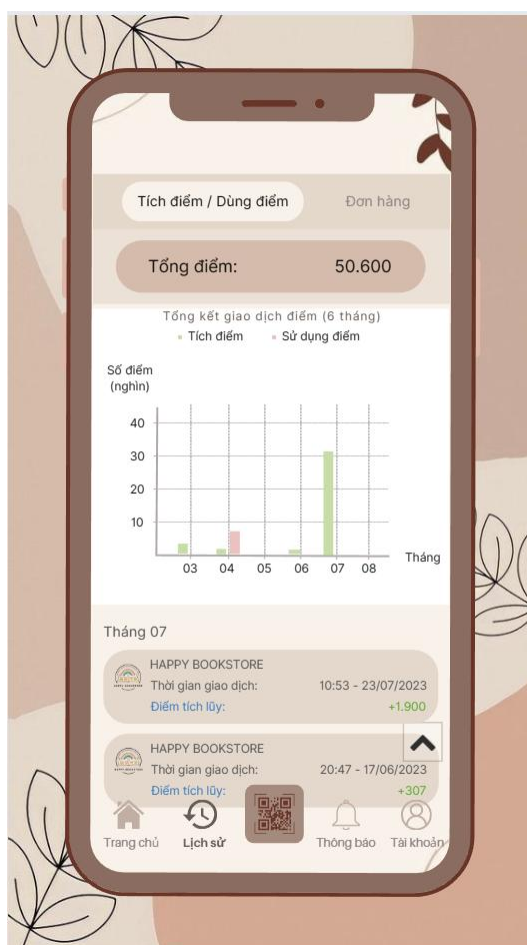 Tích điểm / Dùng điểm Đơn hàng
Tổng điểm: 50.600
Tổng kết giao dịch điểm (6 tháng)
Tích điểm Sử dụng điểm
Số điểm
(nghìn)
40
30
20
10
03 04 05 06 07 08 Tháng
Tháng 07
HAPPY BOOKSTORE
Thời gian giao dịch: 10:53 - 23/07/2023
Điểm tích lũy: +1.900
HAPPY BOOKSTORE
Thời gian giao dịch: 20:47 - 17/06/2023
Điểm tích lũy: +307
Trang chủ Lịch sử Thông báo Tài khoản